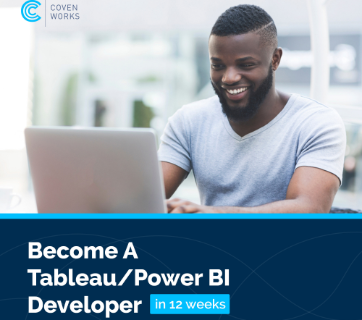 COVEN
WORKS
Become A
Tableau/Power BI
Developer in 12 weeks